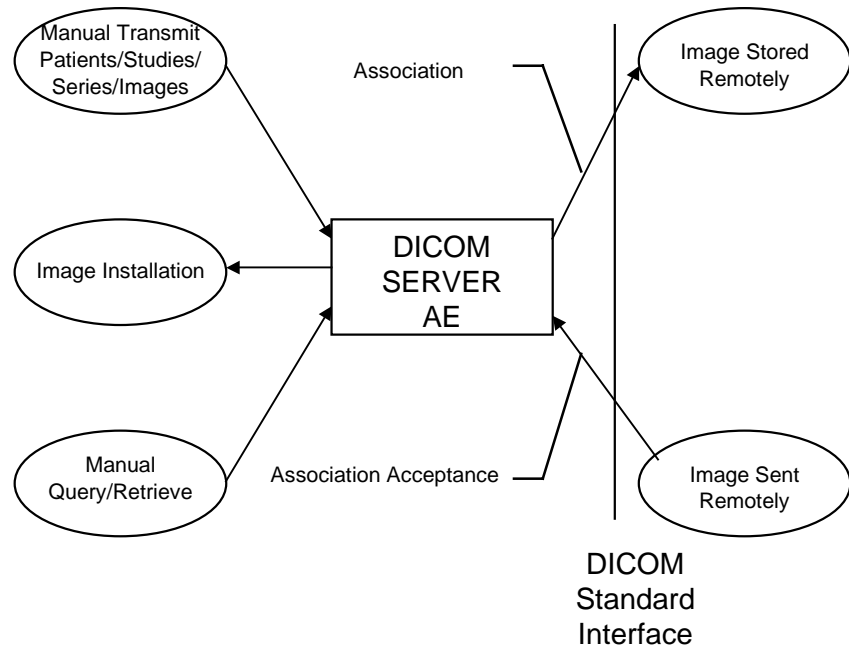 Manual Transmit
Patients/Studies/
Series/Images
Association
Image Stored
Remotely
Image Installation
DICOM
SERVER
AE
Manual
Query/Retrieve
Association Acceptance
Image Sent
Remotely
DICOM
Standard
Interface